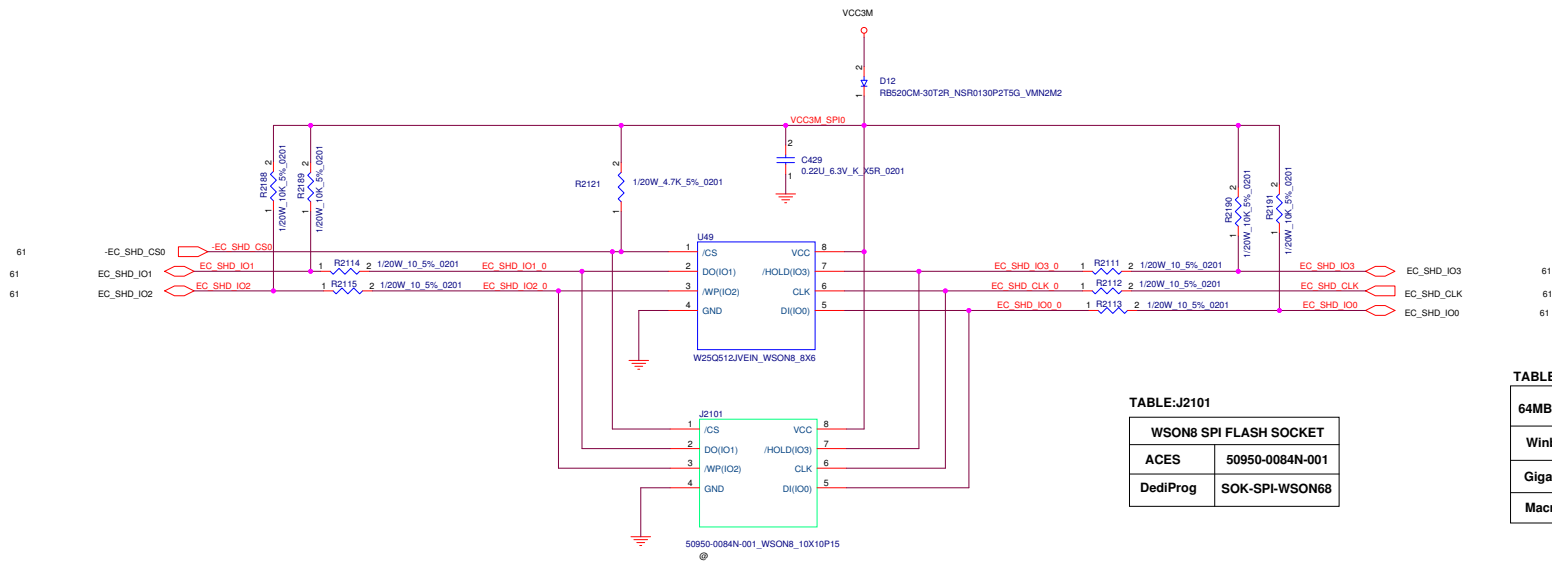 VCC3M
2
D12
1
RB520CM-30T2R_NSR0130P2T5G_VMN2M2
VCC3M_SPI0
2
R2188
1
1/20W_10K_5%_0201
2
R2189
1
1/20W_10K_5%_0201
2
R2121
1/20W_4.7K_5%_0201
1
2
C429
0.22U_6.3V_K_X5R_0201
1
2
R2190
1
1/20W_10K_5%_0201
2
R2191
1
1/20W_10K_5%_0201
61
-EC_SHD_CS0
-EC_SHD_CS0
61
EC_SHD_IO1
EC_SHD_IO1
1
R2114
2
1/20W_10_5%_0201
EC_SHD_IO1_0
61
EC_SHD_IO2
EC_SHD_IO2
1
R2115
2
1/20W_10_5%_0201
EC_SHD_IO2_0
U49
1
/CS
VCC
8
2
DO(IO1)
/HOLD(IO3)
7
3
/WP(IO2)
CLK
6
4
GND
DI(IO0)
5
W25Q512JVEIN_WSON8_8X6
EC_SHD_IO3_0
1
R2111
2
1/20W_10_5%_0201
EC_SHD_IO3
EC_SHD_IO3
61
EC_SHD_CLK_0
1
R2112
2
1/20W_10_5%_0201
EC_SHD_CLK
EC_SHD_CLK
61
EC_SHD_IO0_0
1
R2113
2
1/20W_10_5%_0201
EC_SHD_IO0
EC_SHD_IO0
61
J2101
1
/CS
VCC
8
2
DO(IO1)
/HOLD(IO3)
7
3
/WP(IO2)
CLK
6
4
GND
DI(IO0)
5
50950-0084N-001_WSON8_10X10P15
@
TABLE:J2101
WSON8 SPI FLASH SOCKET
ACES
50950-0084N-001
DediProg
SOK-SPI-WSON68
TABLE
64MB